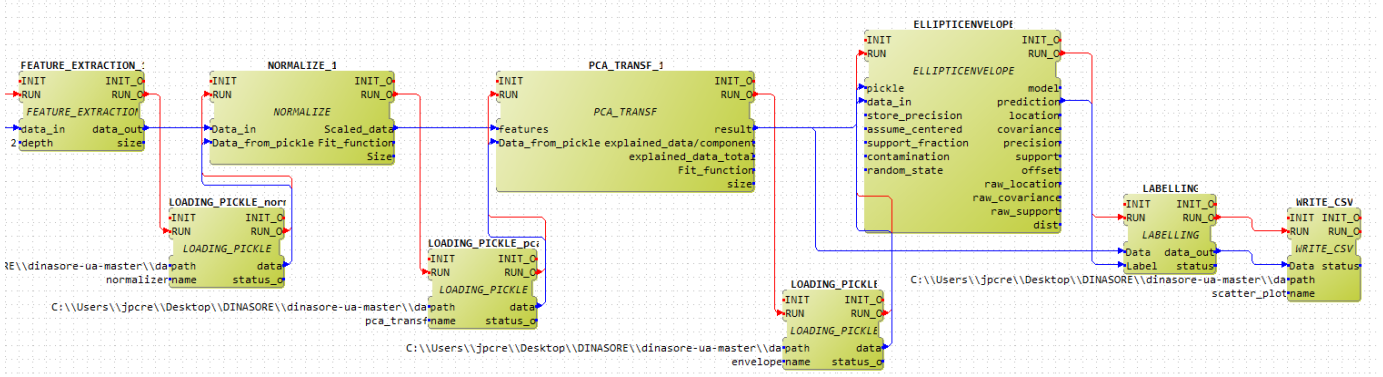 FEATURE_EXTRACTION_1
INIT INIT_O
RUN RUN_O
FEATURE_EXTRACTION
data_in data_out
2 depth size
NORMALIZE_1
INIT INIT_O
RUN RUN_O
NORMALIZE
Data_in Scaled_data
Data_from_pickle Fit_function
Size
LOADING_PICKLE_norm
INIT INIT_O
RUN RUN_O
LOADING_PICKLE
RE\\dinasore-ua-master\\da path data
normalizer name status_o
PCA_TRANSF_1
INIT INIT_O
RUN RUN_O
PCA_TRANSF
features result
Data_from_pickle explained_data/component
explained_data_total
Fit_function
size
LOADING_PICKLE_pca
INIT INIT_O
RUN RUN_O
LOADING_PICKLE
C:\\Users\\jpcre\\Desktop\\DINASORE\\dinasore-ua-master\\da path data
pca_transf name status_o
ELLIPTICENVELOPE
INIT INIT_O
RUN RUN_O
ELLIPTICENVELOPE
pickle model
data_in prediction
store_precision location
assume_centered covariance
support_fraction precision
contamination support
random_state offset
raw_location
raw_covariance
raw_support
dist
LOADING_PICKLE
INIT INIT_O
RUN RUN_O
LOADING_PICKLE
C:\\Users\\jpcre\\Desktop\\DINASORE\\dinasore-ua-master\\da path data
envelope name status_o
LABELLING
INIT INIT_O
RUN RUN_O
LABELLING
Data data_out
Label status
WRITE_CSV
INIT INIT_O
RUN RUN_O
WRITE_CSV
Data status
C:\\Users\\jpcre\\Desktop\\DINASORE\\dinasore-ua-master\\da path
scatter_plot name